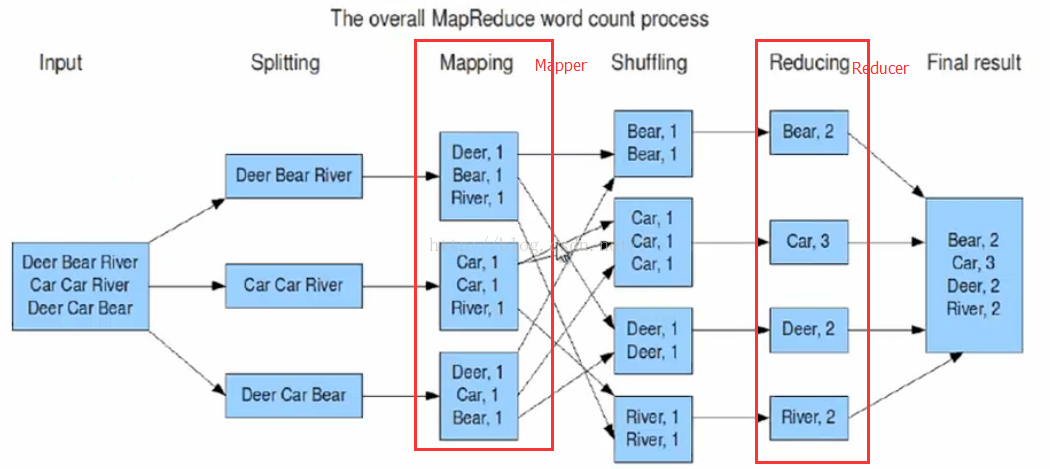 The overall MapReduce word count process
Input
Splitting
Mapping
Mapper
Shuffling
Reducing
Reducer
Final result
Deer Bear River
Car Car River
Deer Car Bear
Deer Bear River
Car Car River
Deer Car Bear
Deer, 1
Bear, 1
River, 1
Car, 1
Car, 1
River, 1
Deer, 1
Car, 1
Bear, 1
Bear, 1
Bear, 1
Car, 1
Car, 1
Car, 1
Deer, 1
Deer, 1
River, 1
River, 1
Bear, 2
Car, 3
Deer, 2
River, 2
Bear, 2
Car, 3
Deer, 2
River, 2